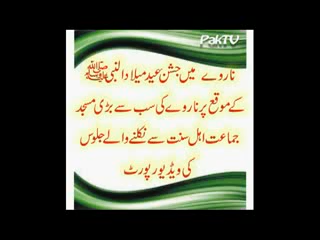 PakTV
ناروے میں جشن عید میلاد النبی ﷺ
کے موقع پر ناروے کی سب سے بڑی مسجد
جماعت اہل سنت سے نکلنے والے جلوس
کی ویڈیو رپورٹ